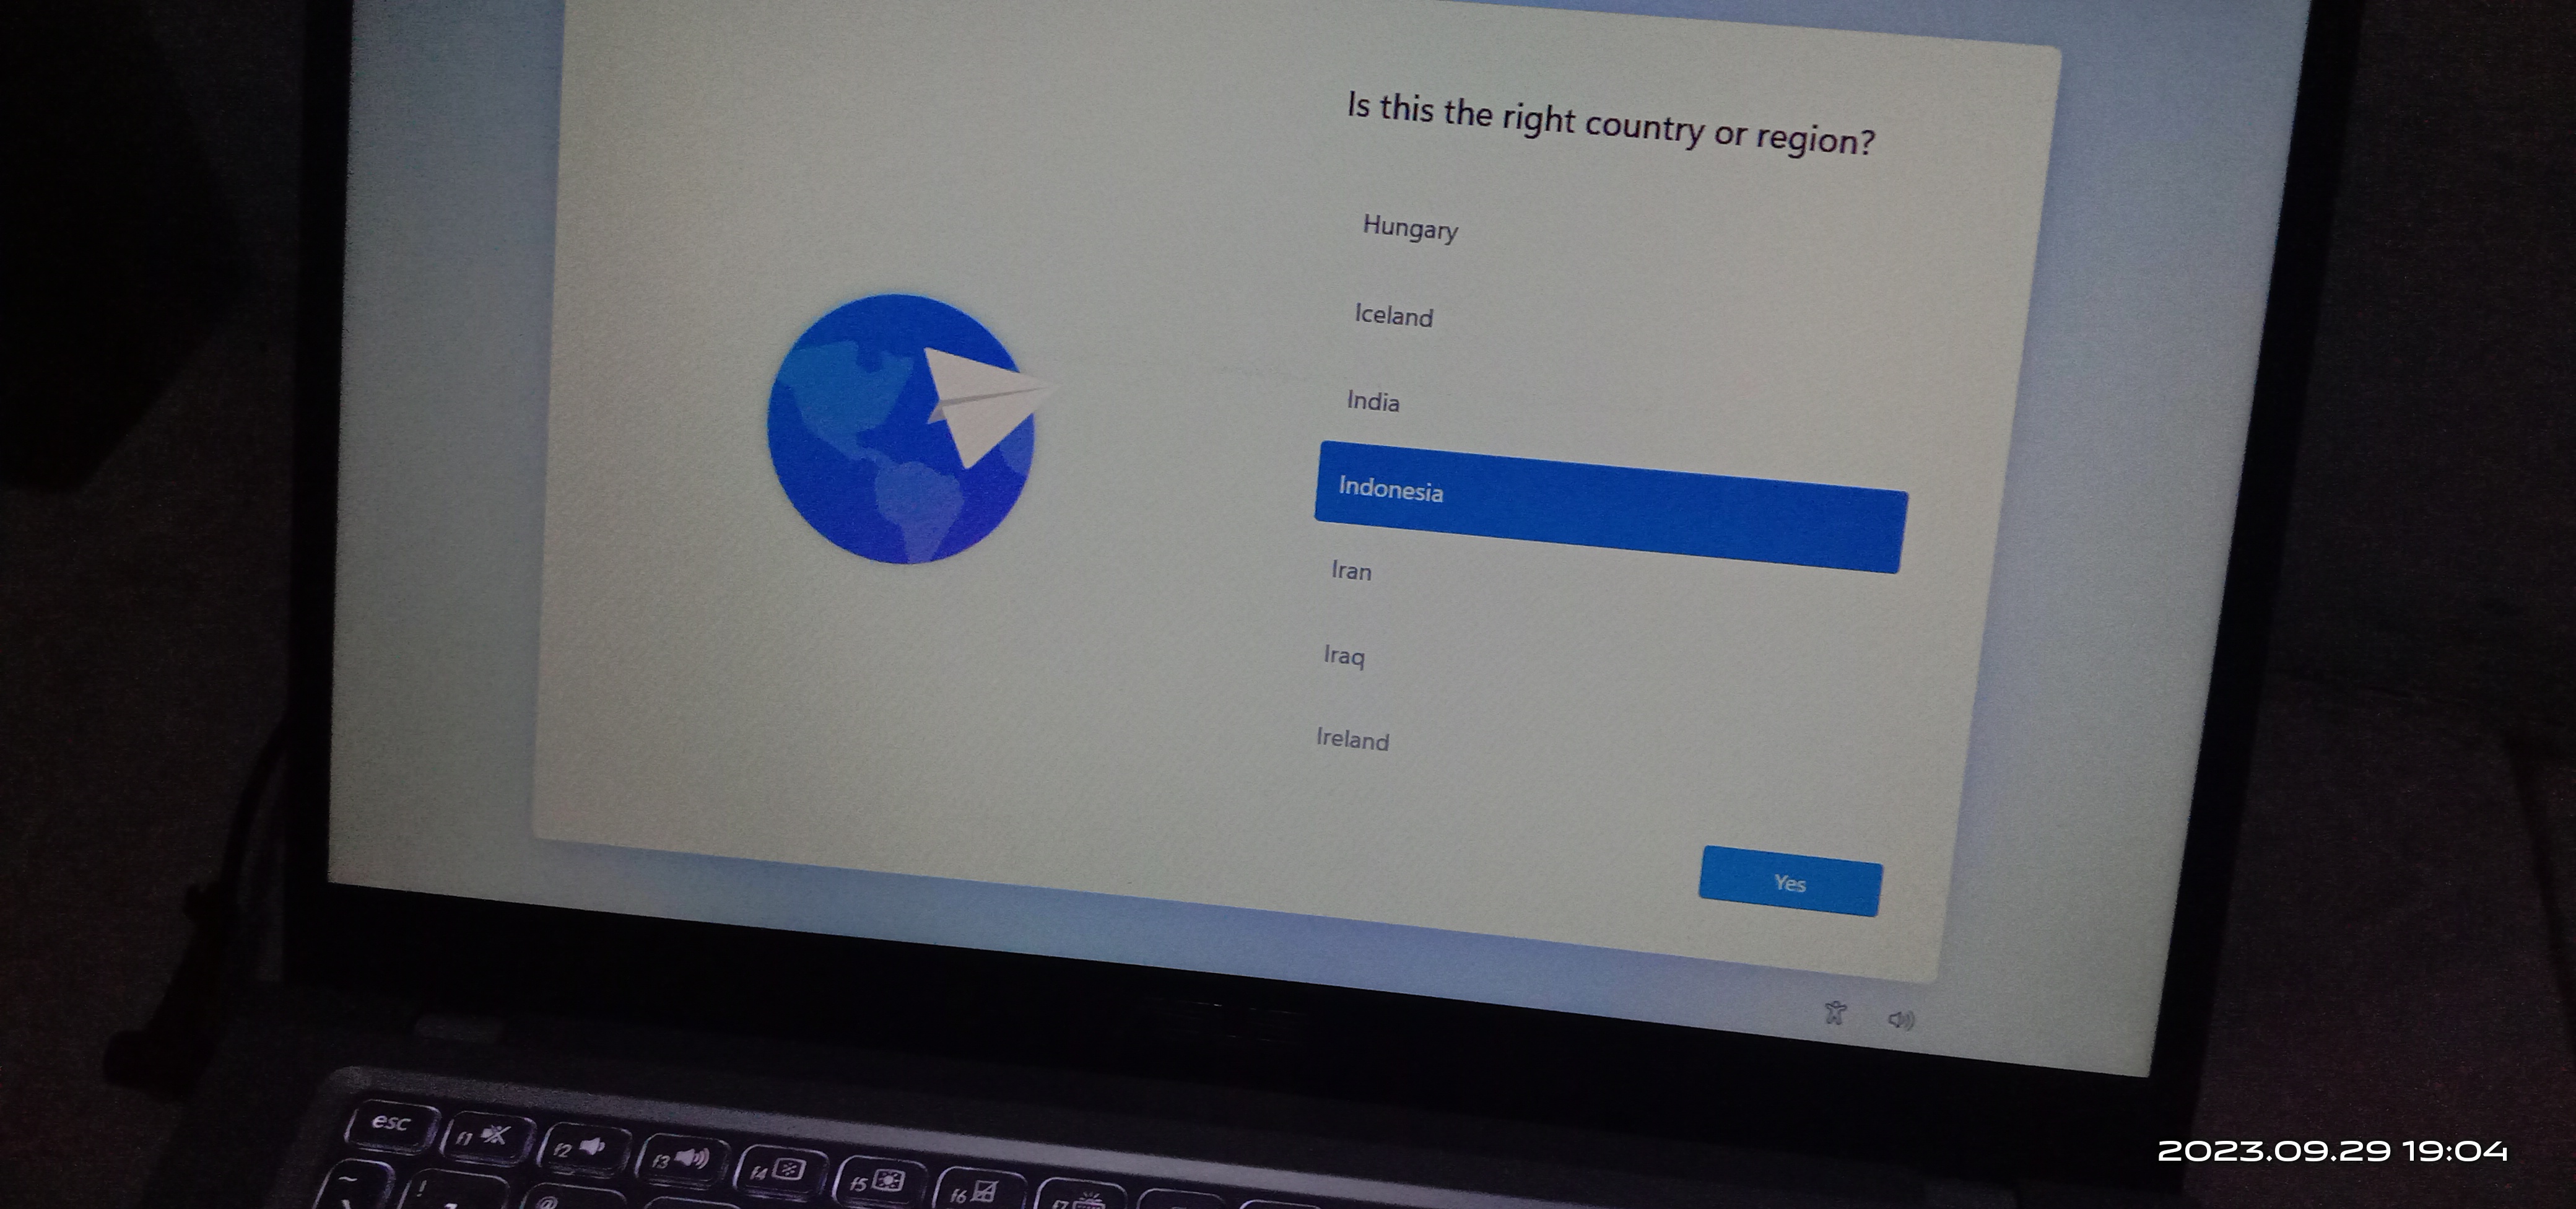 Is this the right country or region?
Hungary
Iceland
India
Indonesia
Iran
Iraq
Ireland
Yes
esc
f1
f2
f3
f4
f5
f6
f7
~
!
@
2023.09.29 19:04